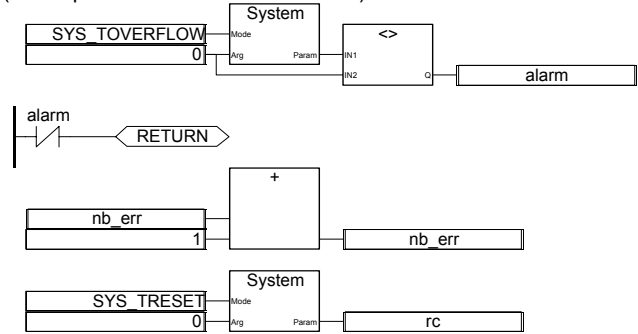 System
SYS_TOVERFLOW Mode <>
0 Arg Param IN1
IN2 Q alarm
alarm
RETURN
+
nb_err
1 nb_err
System
SYS_TRESET Mode
0 Arg Param rc